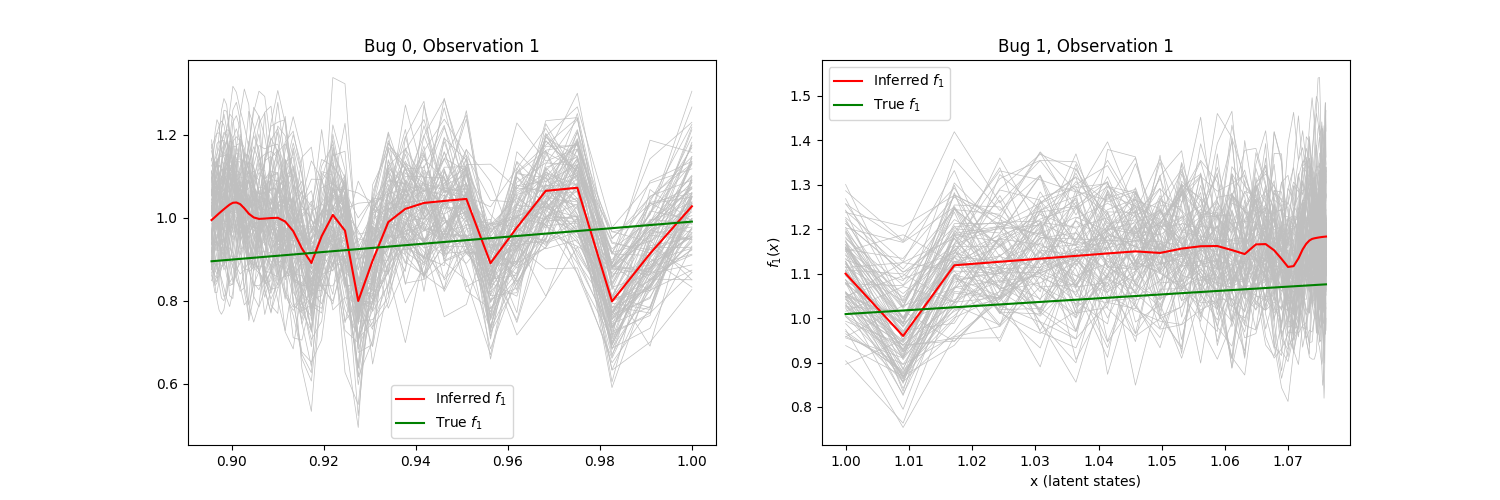 Bug 0, Observation 1
1.2
1.0
0.8
0.6
Inferred f₁
True f₁
0.90 0.92 0.94 0.96 0.98 1.00
Bug 1, Observation 1
Inferred f₁
True f₁
f₁(x)
1.5
1.4
1.3
1.2
1.1
1.0
0.9
0.8
1.00 1.01 1.02 1.03 1.04 1.05 1.06 1.07
x (latent states)